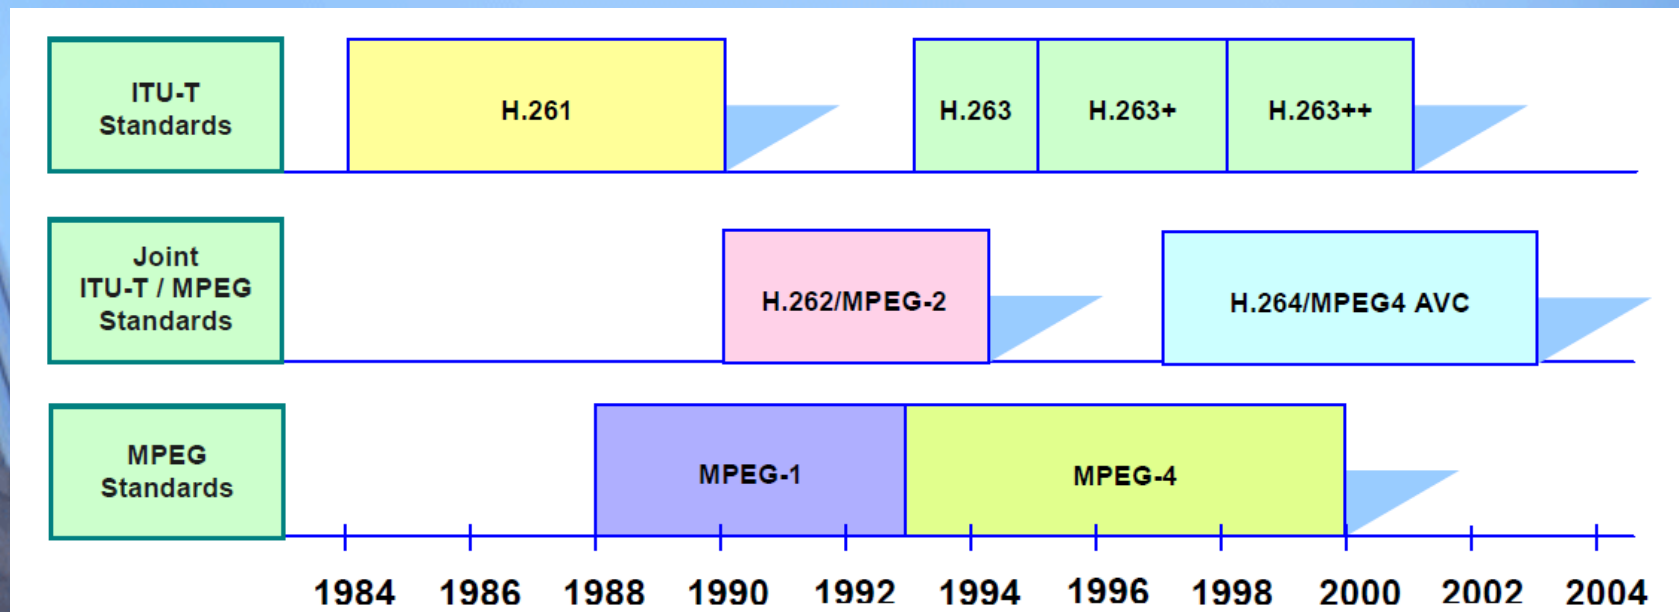 ITU-T
Standards
H.261
H.263
H.263+
H.263++
Joint
ITU-T / MPEG
Standards
H.262/MPEG-2
H.264/MPEG4 AVC
MPEG
Standards
MPEG-1
MPEG-4
1984 1986 1988 1990 1992 1994 1996 1998 2000 2002 2004